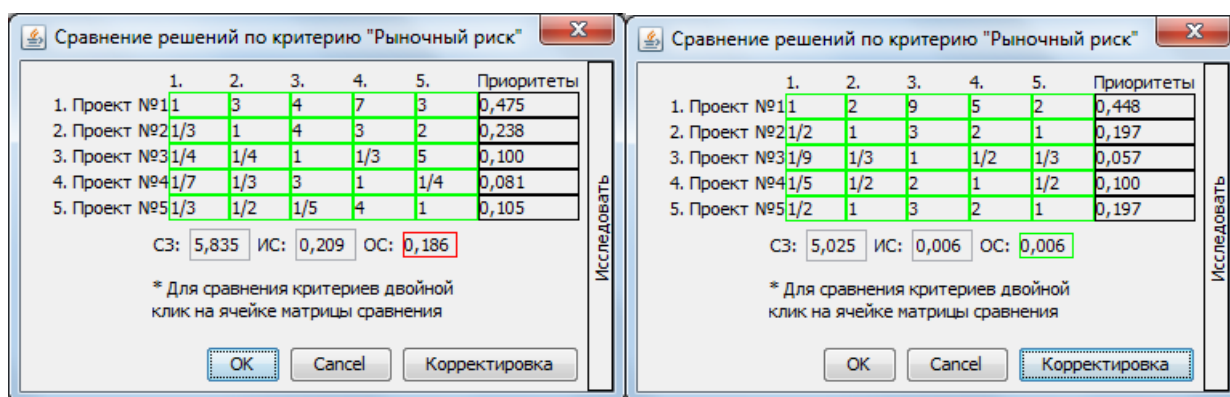 Сравнение решений по критерию "Рыночный риск"
1. 2. 3. 4. 5. Приоритеты
1. Проект №1 1 3 4 7 3 0,475
2. Проект №2 1/3 1 4 3 2 0,238
3. Проект №3 1/4 1/4 1 1/3 5 0,100
4. Проект №4 1/7 1/3 3 1 1/4 0,081
5. Проект №5 1/3 1/2 1/5 4 1 0,105
СЗ: 5,835 ИС: 0,209 ОС: 0,186
* Для сравнения критериев двойной
клик на ячейке матрицы сравнения
OK Cancel Корректировка
Исследовать
Сравнение решений по критерию "Рыночный риск"
1. 2. 3. 4. 5. Приоритеты
1. Проект №1 1 2 9 5 2 0,448
2. Проект №2 1/2 1 3 2 1 0,197
3. Проект №3 1/9 1/3 1 1/2 1/3 0,057
4. Проект №4 1/5 1/2 2 1 1/2 0,100
5. Проект №5 1/2 1 3 2 1 0,197
СЗ: 5,025 ИС: 0,006 ОС: 0,006
* Для сравнения критериев двойной
клик на ячейке матрицы сравнения
OK Cancel Корректировка
Исследовать